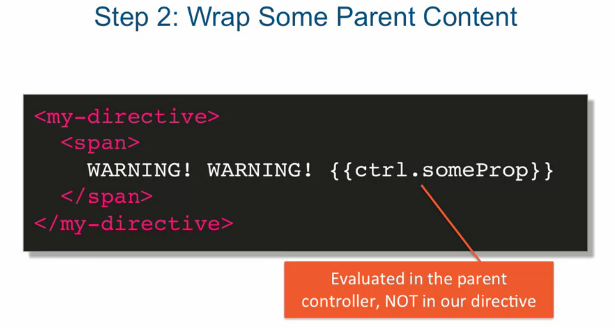 Step 2: Wrap Some Parent Content
<my-directive>
<span>
WARNING! WARNING! {{ctrl.someProp}}
</span>
</my-directive>
Evaluated in the parent
controller, NOT in our directive